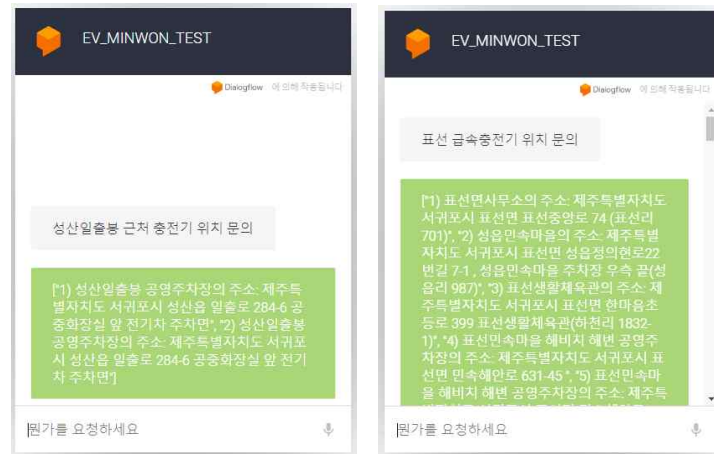 EV_MINWON_TEST
Dialogflow 에 의해 작동됩니다
성산일출봉 근처 충전기 위치 문의
["1) 성산일출봉 공영주차장의 주소: 제주특
별자치도 서귀포시 성산읍 일출로 284-6 공
중화장실 앞 전기차 주차면", "2) 성산일출봉
공영주차장의 주소: 제주특별자치도 서귀포
시 성산읍 일출로 284-6 공중화장실 앞 전기
차 주차면"]
뭔가를 요청하세요
EV_MINWON_TEST
Dialogflow 에 의해 작동됩니다
표선 급속충전기 위치 문의
["1) 표선면사무소의 주소: 제주특별자치도
서귀포시 표선면 표선중앙로 74 (표선리
701)", "2) 성읍민속마을의 주소: 제주특별
자치도 서귀포시 표선면 성읍정의현로22
번길 7-1 , 성읍민속마을 주차장 우측 끝(성
읍리 987)", "3) 표선생활체육관의 주소: 제
주특별자치도 서귀포시 표선면 한마음초
등로 399 표선생활체육관(하천리 1832-
1)", "4) 표선민속마을 해비치 해변 공영주
차장의 주소: 제주특별자치도 서귀포시 표
선면 민속해안로 631-45 ", "5) 표선민속마
을 해비치 해변 공영주차장의 주소: 제주특
뭔가를 요청하세요